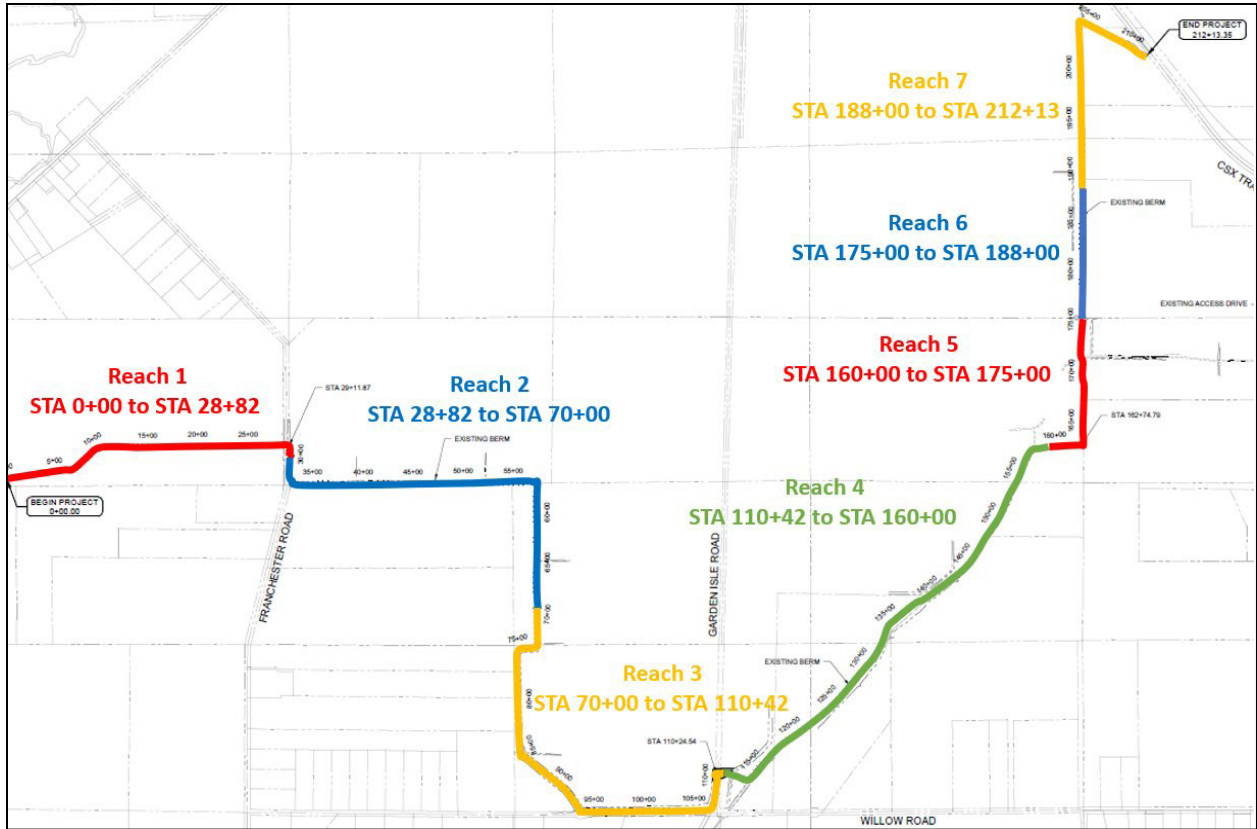 205+00
210+00
END PROJECT
212+13.35
200+00
Reach 7
STA 188+00 to STA 212+13
195+00
190+00
CSX TRA
EXISTING BERM
185+00
Reach 6
STA 175+00 to STA 188+00
180+00
EXISTING ACCESS DRIVE
175+00
Reach 5
STA 160+00 to STA 175+00
170+00
Reach 1
STA 0+00 to STA 28+82
STA 29+11.87
Reach 2
STA 28+82 to STA 70+00
EXISTING BERM
STA 162+74.79
165+00
160+00
5+00
10+00
15+00
20+00
25+00
30+00
35+00
40+00
45+00
50+00
55+00
155+00
BEGIN PROJECT
0+00.00
Reach 4
STA 110+42 to STA 160+00
60+00
150+00
FRANCHESTER ROAD
GARDEN ISLE ROAD
65+00
145+00
140+00
70+00
135+00
75+00
130+00
EXISTING BERM
Reach 3
STA 70+00 to STA 110+42
80+00
125+00
120+00
STA 110+24.54
85+00
115+00
90+00
110+00
95+00
100+00
105+00
WILLOW ROAD